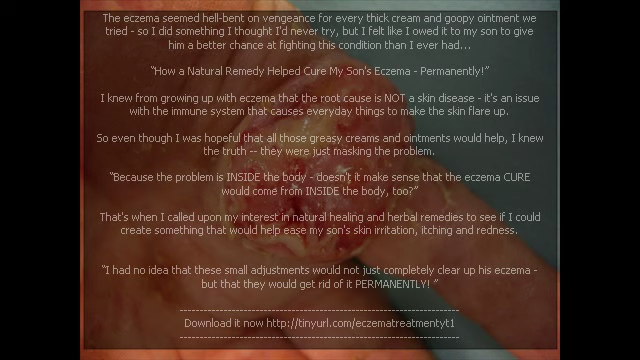 The eczema seemed hell-bent on vengeance for every thick cream and goopy ointment we
tried - so I did something I thought I'd never try, but I felt like I owed it to my son to give
him a better chance at fighting this condition than I ever had...
“How a Natural Remedy Helped Cure My Son's Eczema - Permanently!”
I knew from growing up with eczema that the root cause is NOT a skin disease - it's an issue
with the immune system that causes everyday things to make the skin flare up.
So even though I was hopeful that all those greasy creams and ointments would help, I knew
the truth -- they were just masking the problem.
“Because the problem is INSIDE the body - doesn't it make sense that the eczema CURE
would come from INSIDE the body, too?”
That's when I called upon my interest in natural healing and herbal remedies to see if I could
create something that would help ease my son's skin irritation, itching and redness.
“I had no idea that these small adjustments would not just completely clear up his eczema -
but that they would get rid of it PERMANENTLY! ”
--------------------------------------------------------
Download it now http://tinyurl.com/eczematreatmentyt1
--------------------------------------------------------